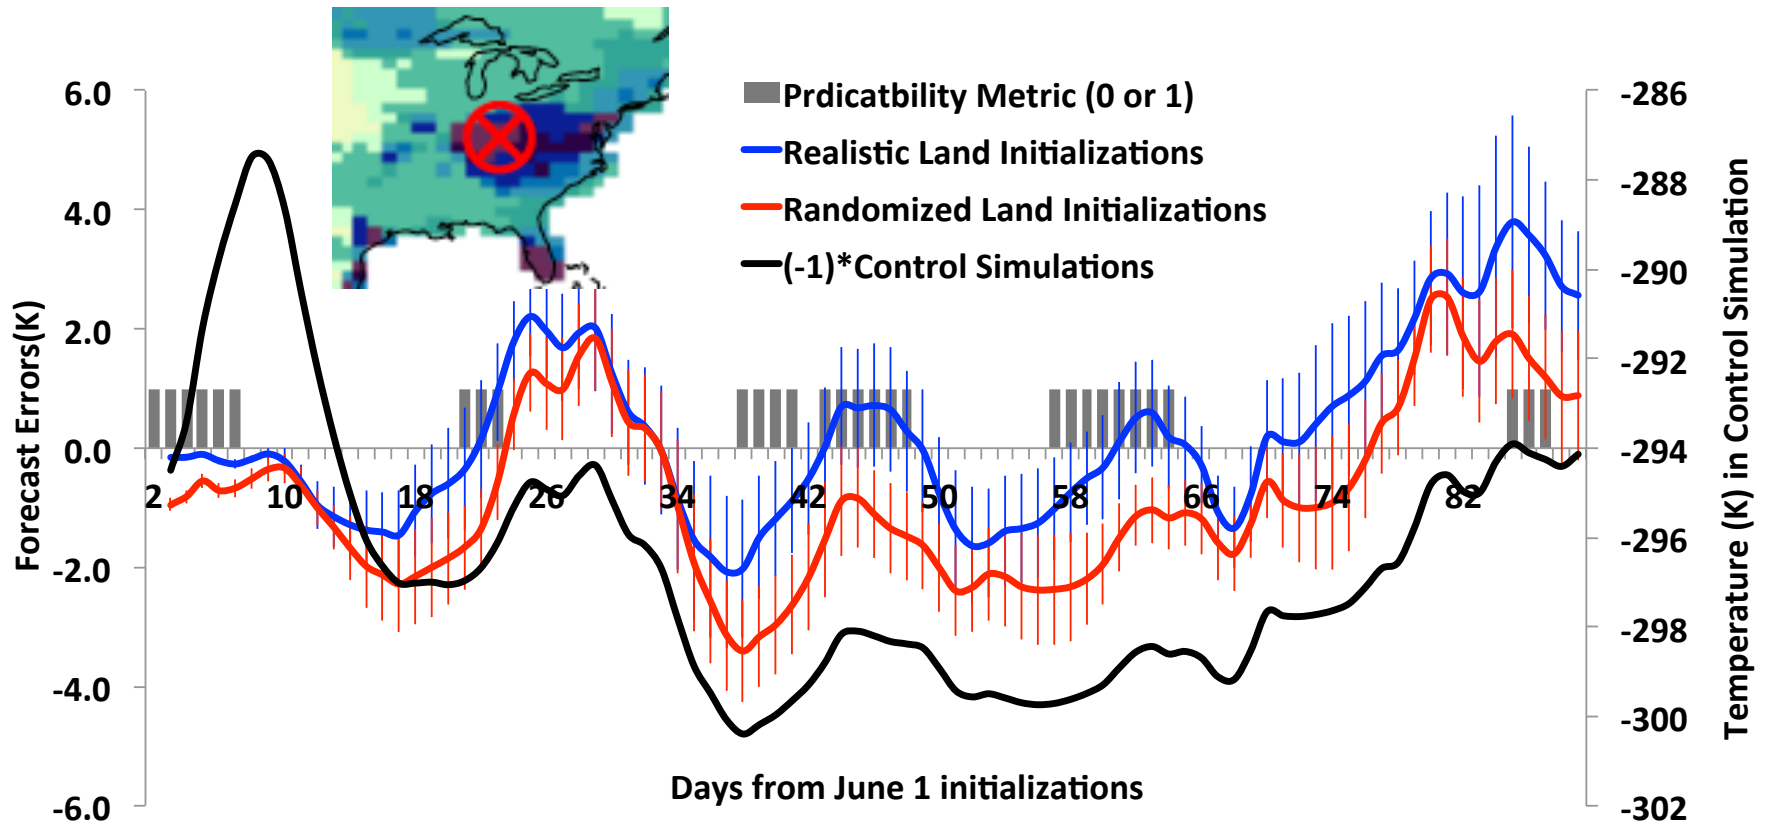 Prdicatbility Metric (0 or 1)
Realistic Land Initializations
Randomized Land Initializations
(-1)*Control Simulations
Forecast Errors(K)
6.0
4.0
2.0
0.0
-2.0
-4.0
-6.0
2 10 18 26 34 42 50 58 66 74 82
Days from June 1 initializations
-286
-288
-290
-292
-294
-296
-298
-300
-302
Temperature (K) in Control Simulation